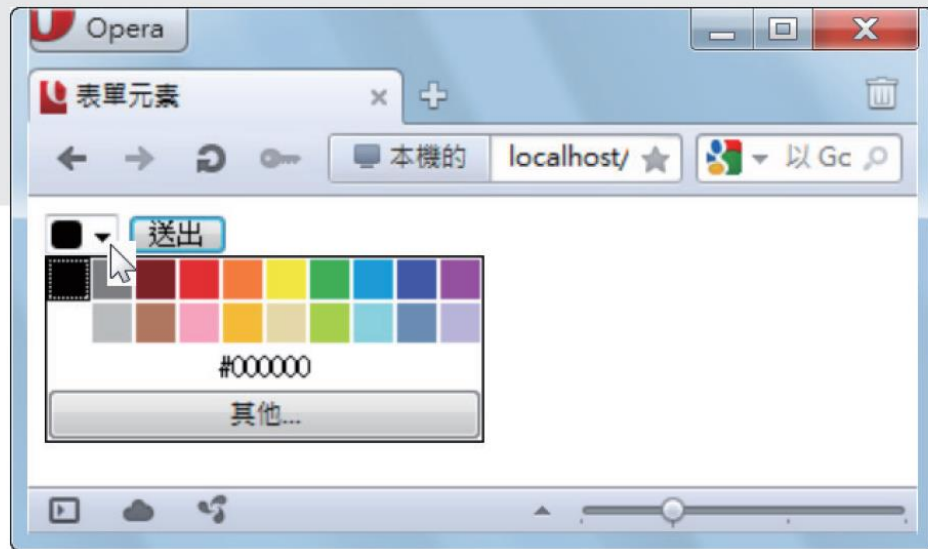 Opera
表單元素
本機的 localhost/ 以 Gc
送出
#000000
其他...